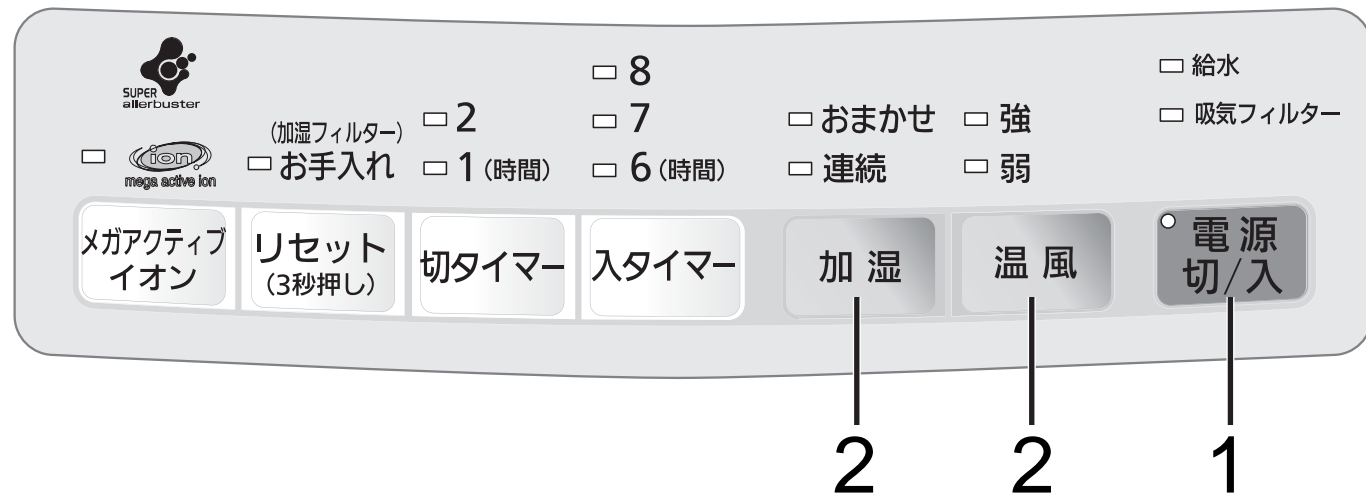 SUPER
allerbuster
ion
mega active ion
(加湿フィルター)
お手入れ
2
1(時間)
8
7
6(時間)
おまかせ
連続
強
弱
給水
吸気フィルター
メガアクティブ
イオン
リセット
(3秒押し)
切タイマー
入タイマー
加湿
温風
電源
切/入
2
2
1